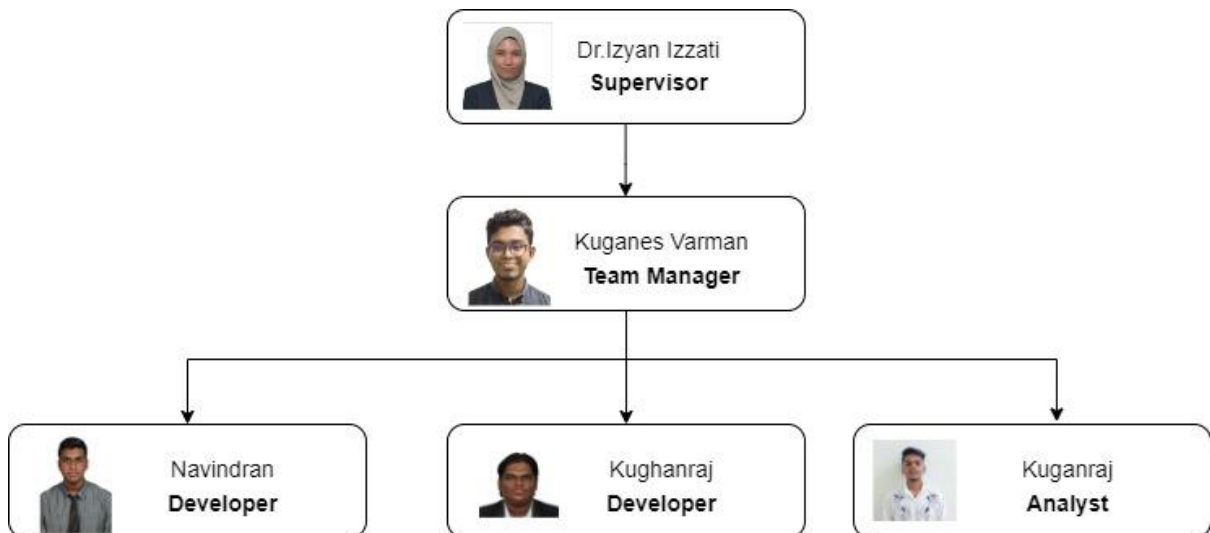 Dr.Izyan Izzati
Supervisor
Kuganes Varman
Team Manager
Navindran
Developer
Kughanraj
Developer
Kuganraj
Analyst